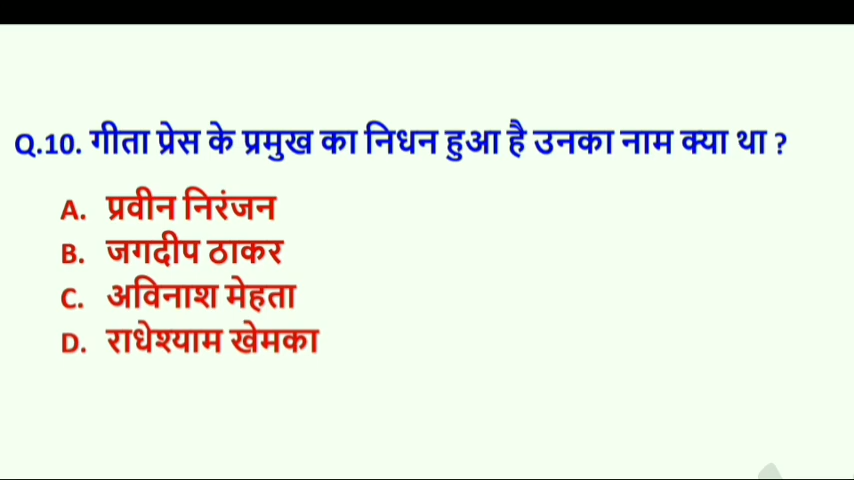 Q.10. गीता प्रेस के प्रमुख का निधन हुआ है उनका नाम क्या था ?
A. प्रवीन निरंजन
B. जगदीप ठाकर
C. अविनाश मेहता
D. राधेश्याम खेमका